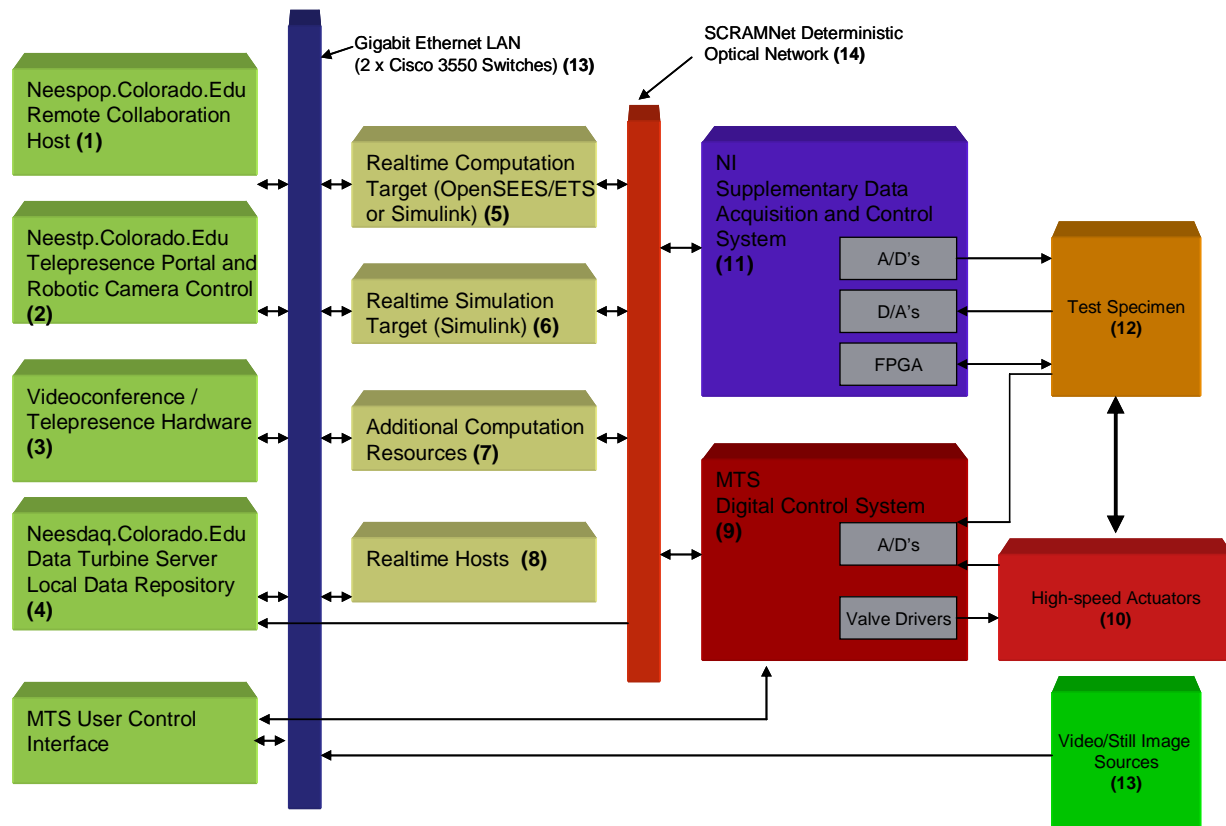 Gigabit Ethernet LAN
(2 x Cisco 3550 Switches) (13)
SCRAMNet Deterministic
Optical Network (14)
Neespop.Colorado.Edu
Remote Collaboration
Host (1)
Neestp.Colorado.Edu
Telepresence Portal and
Robotic Camera Control
(2)
Videoconference /
Telepresence Hardware
(3)
Neesdaq.Colorado.Edu
Data Turbine Server
Local Data Repository
(4)
MTS User Control
Interface
Realtime Computation
Target (OpenSEES/ETS
or Simulink) (5)
Realtime Simulation
Target (Simulink) (6)
Additional Computation
Resources (7)
Realtime Hosts (8)
NI
Supplementary Data
Acquisition and Control
System
(11)
A/D's
D/A's
FPGA
MTS
Digital Control System
(9)
A/D's
Valve Drivers
Test Specimen
(12)
High-speed Actuators
(10)
Video/Still Image
Sources
(13)